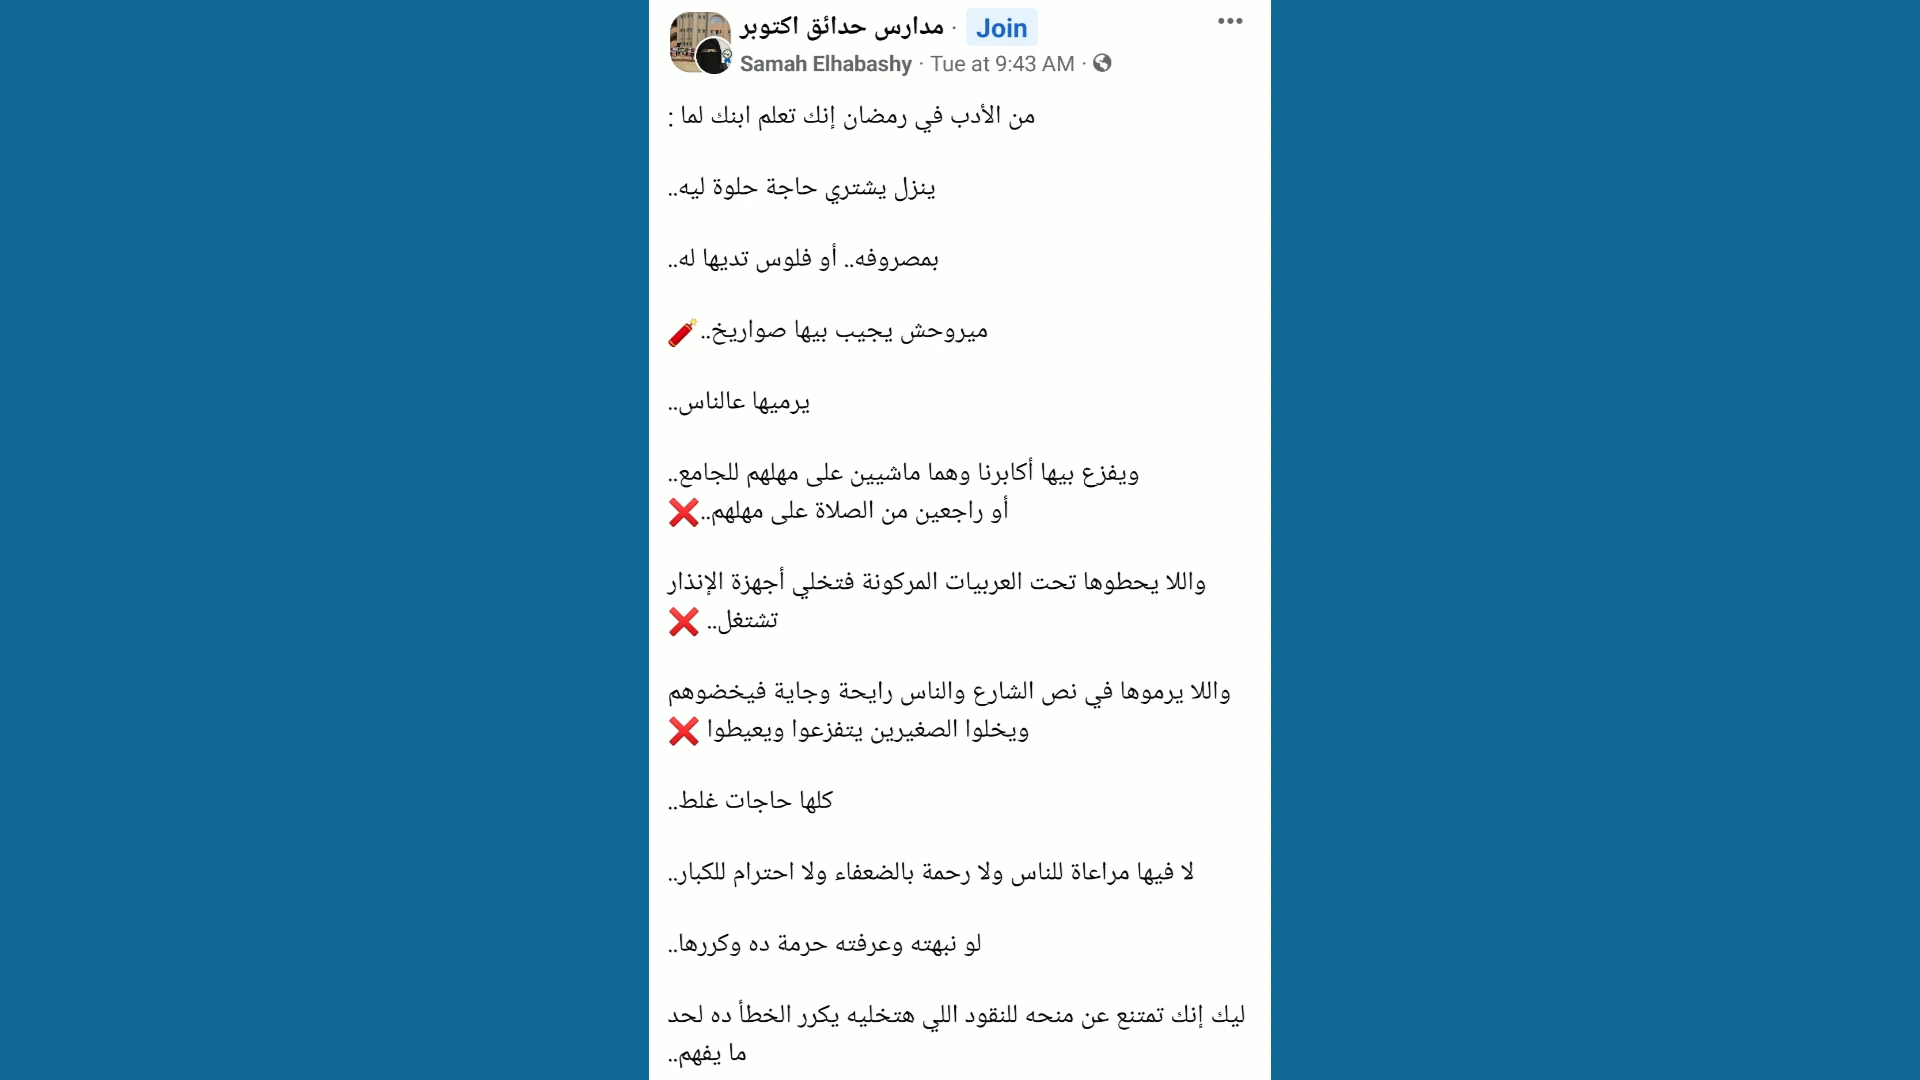 مدارس حدائق اكتوبر · Join
Samah Elhabashy · Tue at 9:43 AM ·
من الأدب في رمضان إنك تعلم ابنك لما :
ينزل يشتري حاجة حلوة ليه..
بمصروفه.. أو فلوس تديها له..
ميروحش يجيب بيها صواريخ.. 🧨
يرميها عالناس..
ويفزع بيها أكابرنا وهما ماشيين على مهلهم للجامع..
أو راجعين من الصلاة على مهلهم..❌
واللا يحطوها تحت العربيات المركونة فتخلي أجهزة الإنذار
تشتغل.. ❌
واللا يرموها في نص الشارع والناس رايحة وجاية فيخضوهم
ويخلوا الصغيرين يتفزعوا ويعيطوا ❌
كلها حاجات غلط..
لا فيها مراعاة للناس ولا رحمة بالضعفاء ولا احترام للكبار..
لو نبهته وعرفته حرمة ده وكررها..
ليك إنك تمتنع عن منحه للنقود اللي هتخليه يكرر الخطأ ده لحد
ما يفهم..